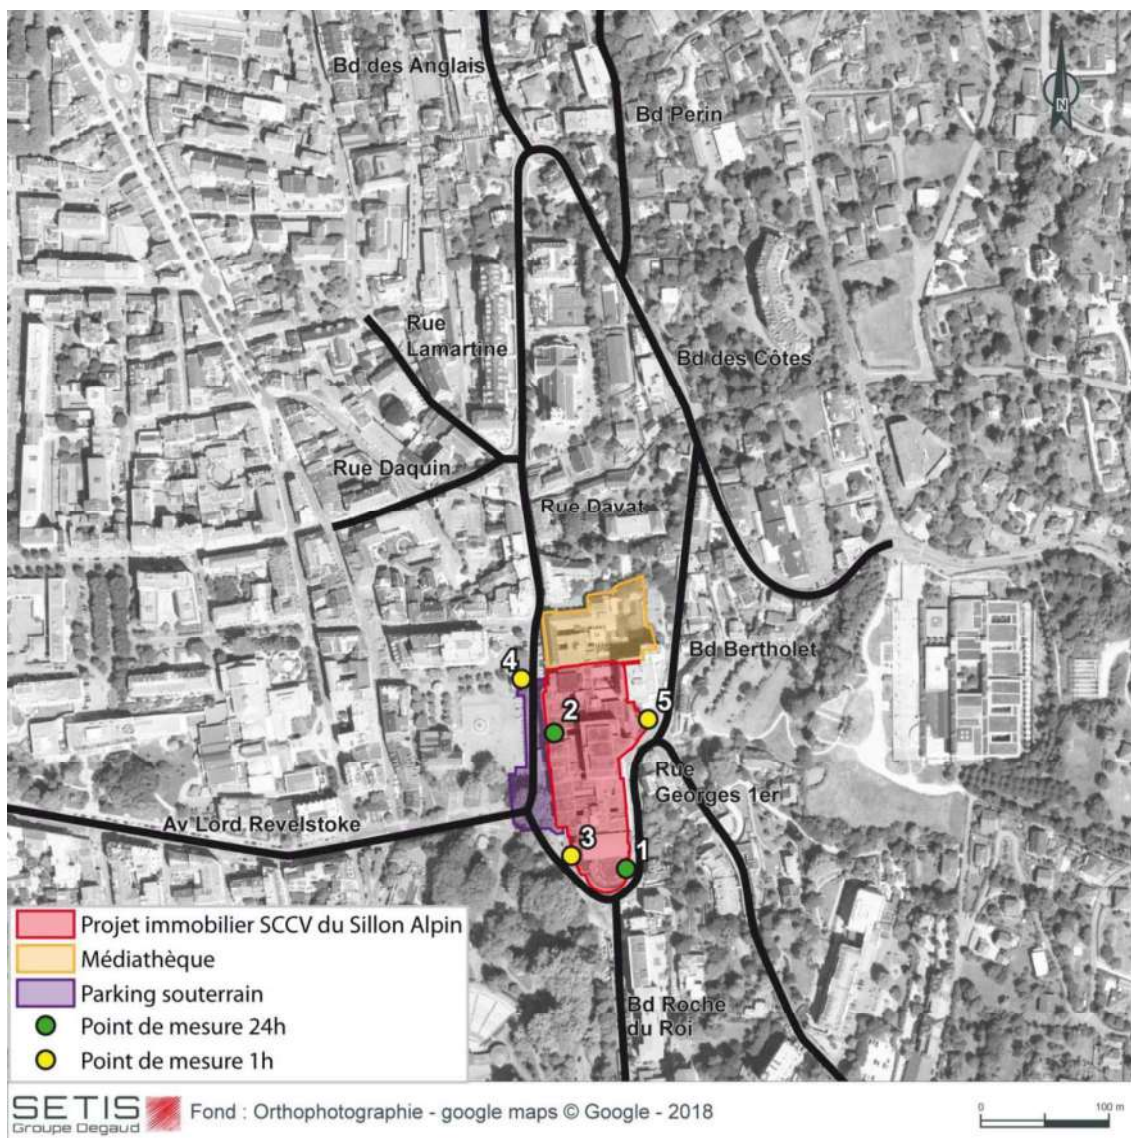 Bd des Anglais
Bd Perin
N
Rue
Lamartine
Bd des Côtes
Rue Daquin
Rue Davat
Bd Bertholet
4
5
2
Rue
Georges 1er
Av Lord Revelstoke
3
1
Projet immobilier SCCV du Sillon Alpin
Médiathèque
Parking souterrain
Point de mesure 24h
Point de mesure 1h
Bd Roche
du Roi
SETIS
Groupe Degaud
Fond : Orthophotographie - google maps © Google - 2018
0 100 m